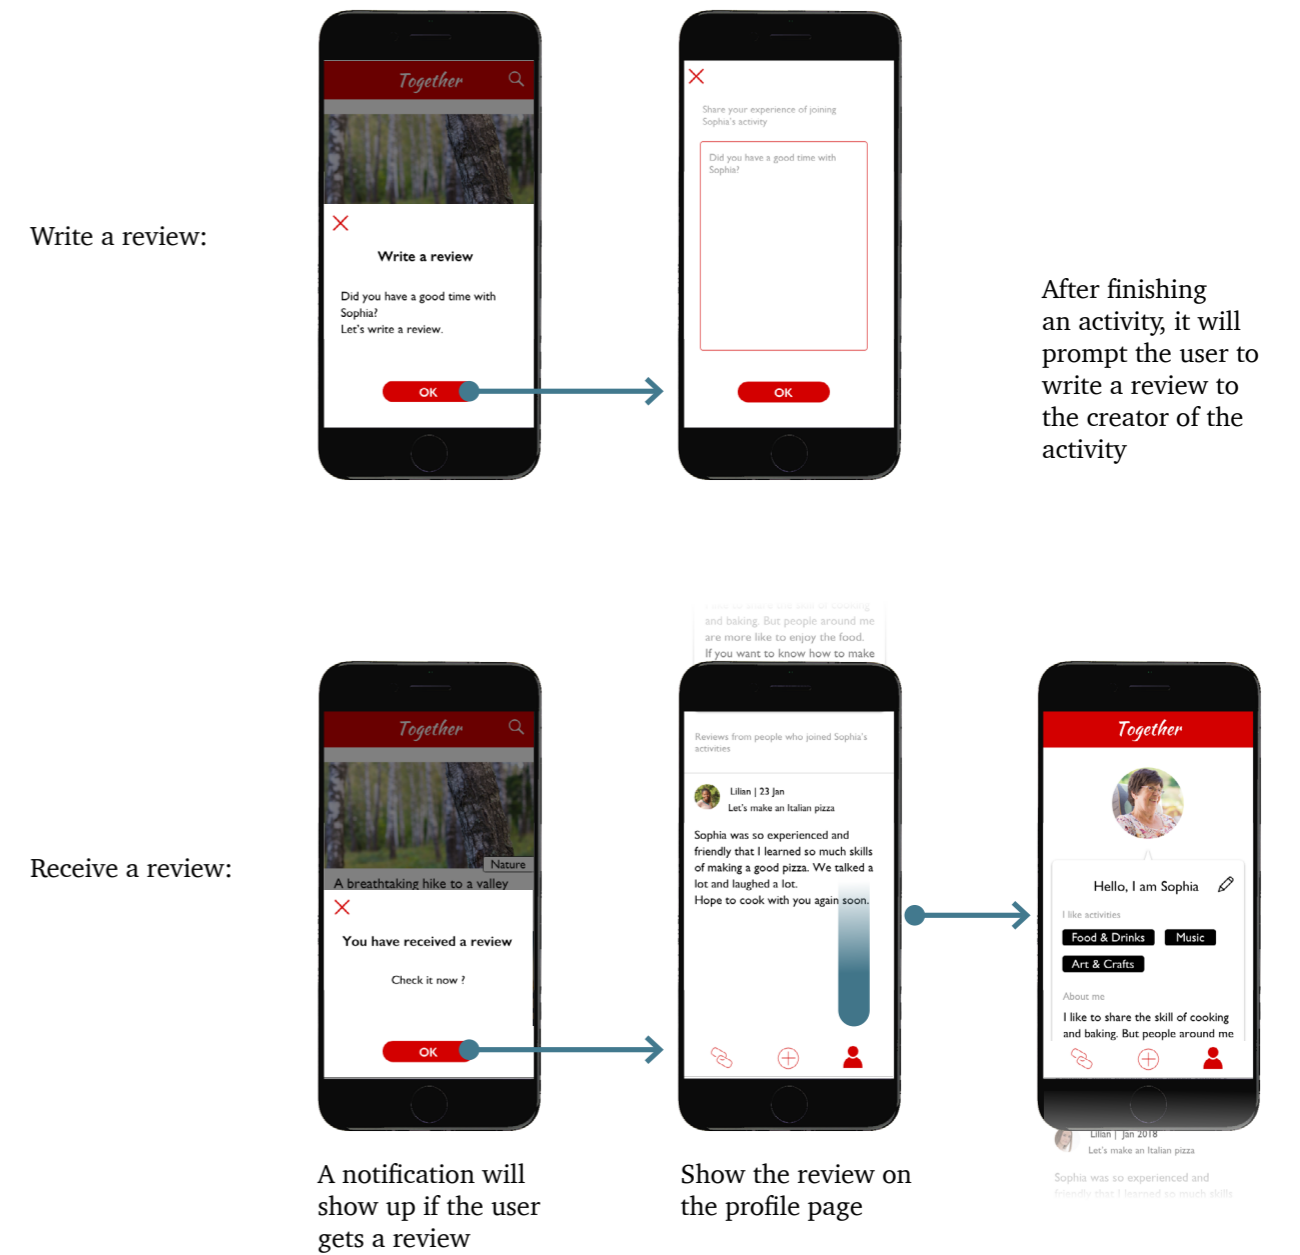 Write a review:
Together
Write a review
Did you have a good time with
Sophia?
Let's write a review.
OK
Share your experience of joining
Sophia's activity
Did you have a good time with
Sophia?
OK
After finishing
an activity, it will
prompt the user to
write a review to
the creator of the
activity
Receive a review:
Together
Nature
A breathtaking hike to a valley
You have received a review
Check it now ?
OK
A notification will
show up if the user
gets a review
and baking. But people around me
are more like to enjoy the food.
If you want to know how to make
Reviews from people who joined Sophia's
activities
Lilian | 23 Jan
Let's make an Italian pizza
Sophia was so experienced and
friendly that I learned so much skills
of making a good pizza. We talked a
lot and laughed a lot.
Hope to cook with you again soon.
Show the review on
the profile page
Together
Hello, I am Sophia
I like activities
Food & Drinks Music
Art & Crafts
About me
I like to share the skill of cooking
and baking. But people around me
Lilian | Jan 2018
Let's make an Italian pizza
Sophia was so experienced and
friendly that I learned so much skills